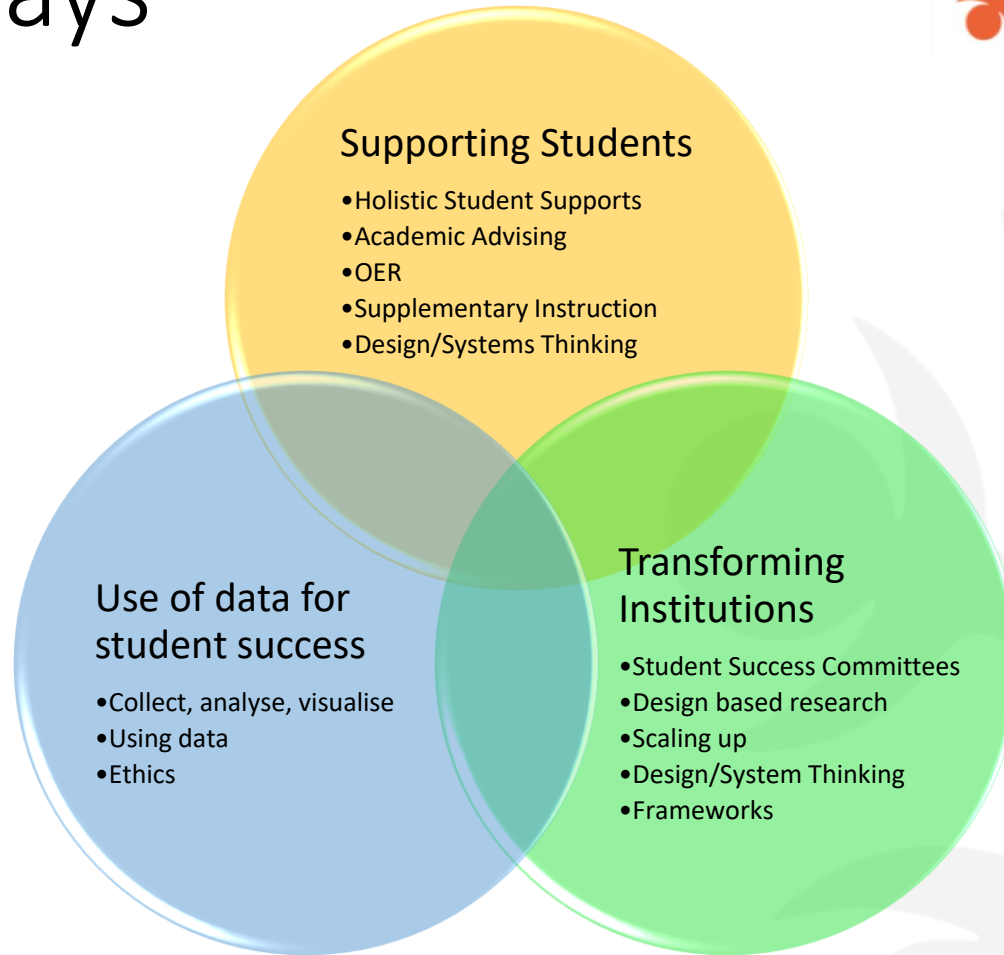 ays
Supporting Students
•Holistic Student Supports
•Academic Advising
•OER
•Supplementary Instruction
•Design/Systems Thinking
Use of data for
student success
•Collect, analyse, visualise
•Using data
•Ethics
Transforming
Institutions
•Student Success Committees
•Design based research
•Scaling up
•Design/System Thinking
•Frameworks